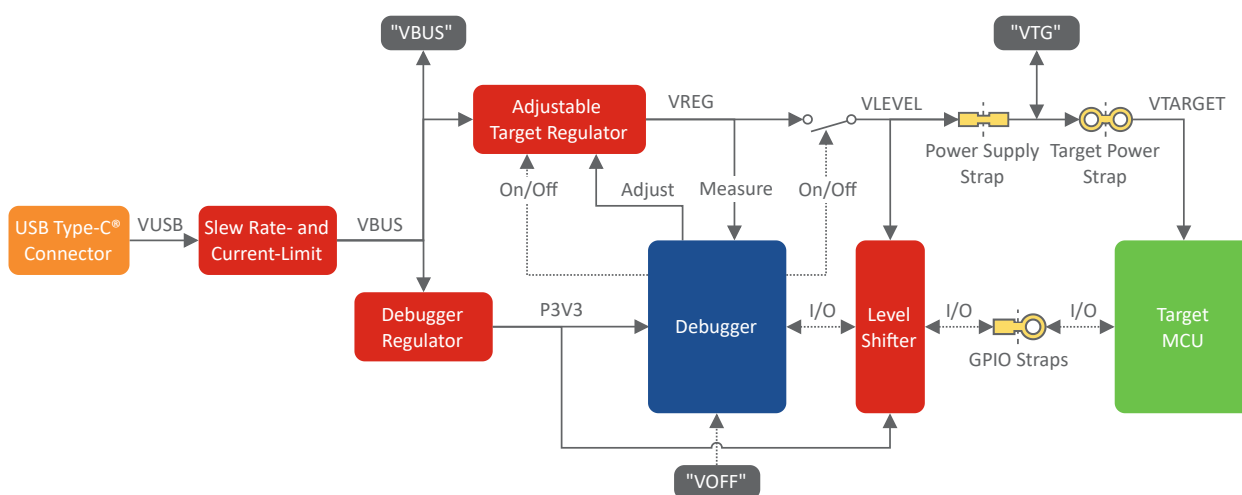 "VBUS"
"VTG"
Adjustable
Target Regulator
VREG
VLEVEL
VTARGET
Power Supply
Strap
Target Power
Strap
On/Off
Adjust
Measure
On/Off
USB Type-C®
Connector
VUSB
Slew Rate- and
Current-Limit
VBUS
Debugger
Regulator
P3V3
Debugger
I/O
Level
Shifter
I/O
GPIO Straps
I/O
Target
MCU
"VOFF"